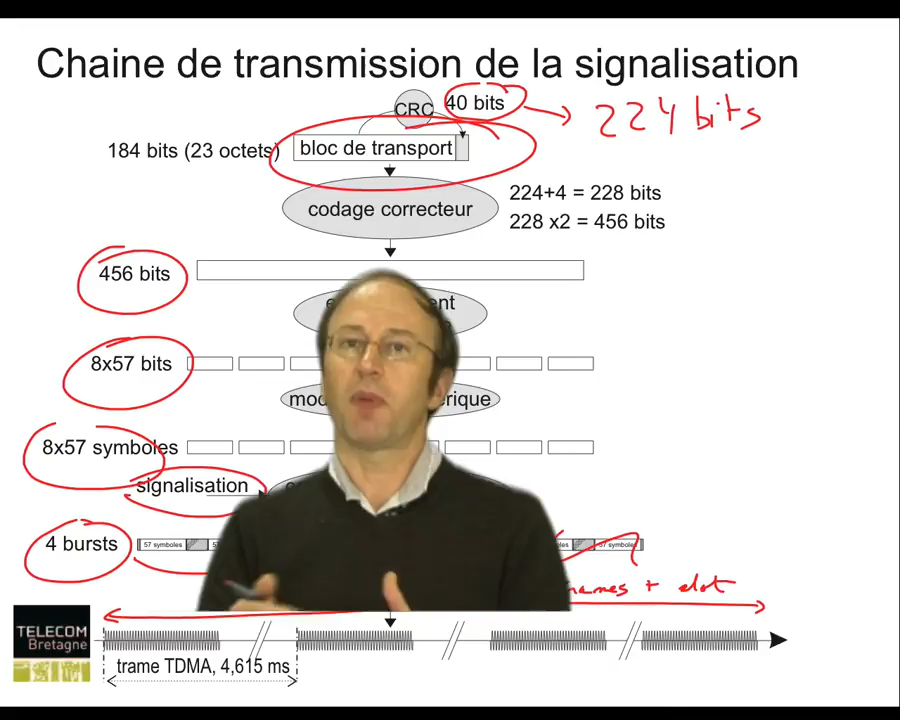 Chaine de transmission de la signalisation
CRC
40 bits
224 bits
184 bits (23 octets)
bloc de transport
codage correcteur
224+4 = 228 bits
228 x2 = 456 bits
456 bits
8x57 bits
8x57 symboles
signalisation
4 bursts
57 symboles
+ slot
TELECOM
Bretagne
trame TDMA, 4,615 ms